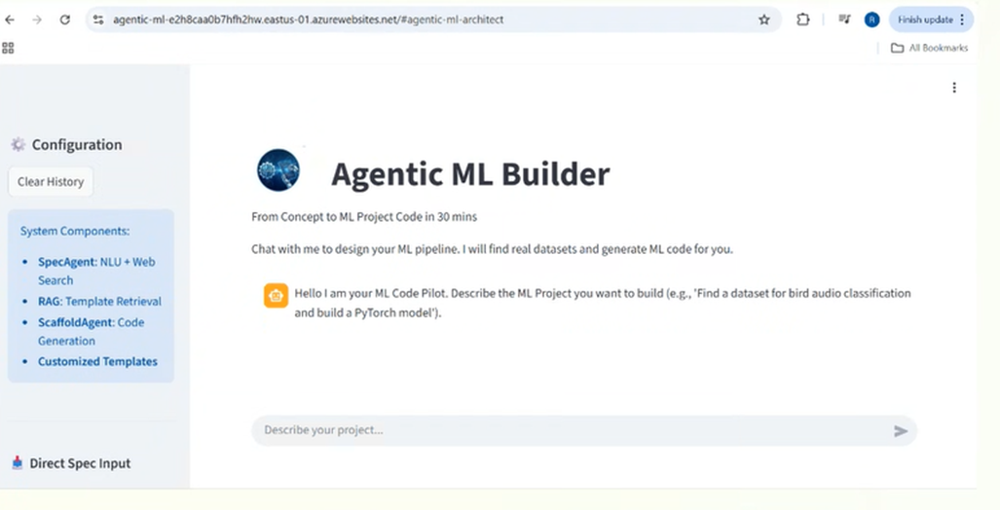 agentic-ml-e2h8caa0b7hfh2hw.eastus-01.azurewebsites.net/#agentic-ml-architect
Finish update
All Bookmarks
Configuration
Clear History
System Components:
• SpecAgent: NLU + Web
Search
• RAG: Template Retrieval
• ScaffoldAgent: Code
Generation
• Customized Templates
Direct Spec Input
Agentic ML Builder
From Concept to ML Project Code in 30 mins
Chat with me to design your ML pipeline. I will find real datasets and generate ML code for you.
Hello I am your ML Code Pilot. Describe the ML Project you want to build (e.g., 'Find a dataset for bird audio classification
and build a PyTorch model').
Describe your project...